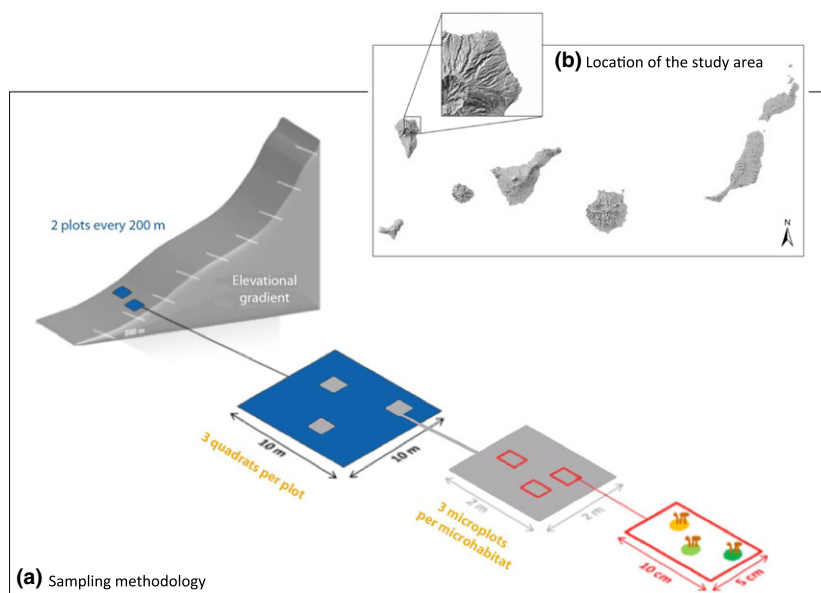 (b) Location of the study area
N
2 plots every 200 m
Elevational
gradient
200 m
10 m
10 m
3 quadrats per plot
2 m
2 m
3 microplots
per microhabitat
10 cm
5 cm
(a) Sampling methodology